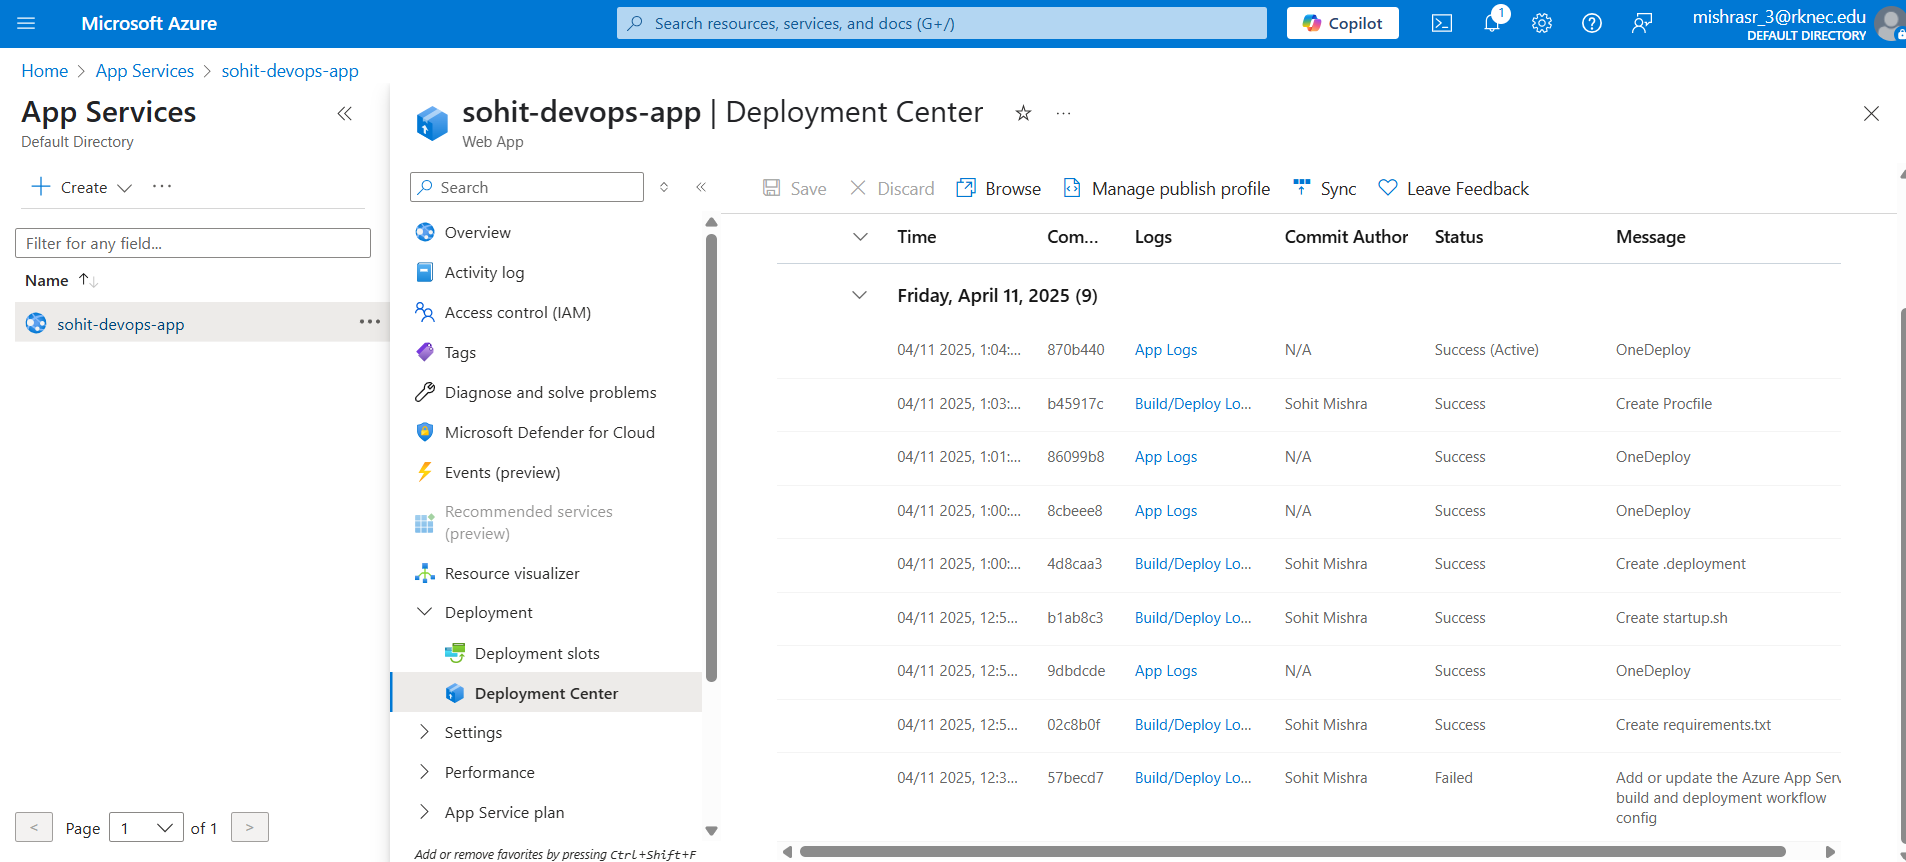 Microsoft Azure
Search resources, services, and docs (G+/)
Copilot
1
mishrasr_3@rknec.edu
DEFAULT DIRECTORY
Home > App Services > sohit-devops-app
App Services
Default Directory
Create
Filter for any field...
Name
sohit-devops-app
Page 1 of 1
sohit-devops-app | Deployment Center
Web App
Search
Overview
Activity log
Access control (IAM)
Tags
Diagnose and solve problems
Microsoft Defender for Cloud
Events (preview)
Recommended services
(preview)
Resource visualizer
Deployment
Deployment slots
Deployment Center
Settings
Performance
App Service plan
Add or remove favorites by pressing Ctrl+Shift+F
Save Discard Browse Manage publish profile Sync Leave Feedback
Time Com... Logs Commit Author Status Message
Friday, April 11, 2025 (9)
04/11 2025, 1:04:... 870b440 App Logs N/A Success (Active) OneDeploy
04/11 2025, 1:03:... b45917c Build/Deploy Lo... Sohit Mishra Success Create Procfile
04/11 2025, 1:01:... 86099b8 App Logs N/A Success OneDeploy
04/11 2025, 1:00:... 8cbeee8 App Logs N/A Success OneDeploy
04/11 2025, 1:00:... 4d8caa3 Build/Deploy Lo... Sohit Mishra Success Create .deployment
04/11 2025, 12:5... b1ab8c3 Build/Deploy Lo... Sohit Mishra Success Create startup.sh
04/11 2025, 12:5... 9dbdcde App Logs N/A Success OneDeploy
04/11 2025, 12:5... 02c8b0f Build/Deploy Lo... Sohit Mishra Success Create requirements.txt
04/11 2025, 12:3... 57becd7 Build/Deploy Lo... Sohit Mishra Failed Add or update the Azure App Serv
build and deployment workflow
config